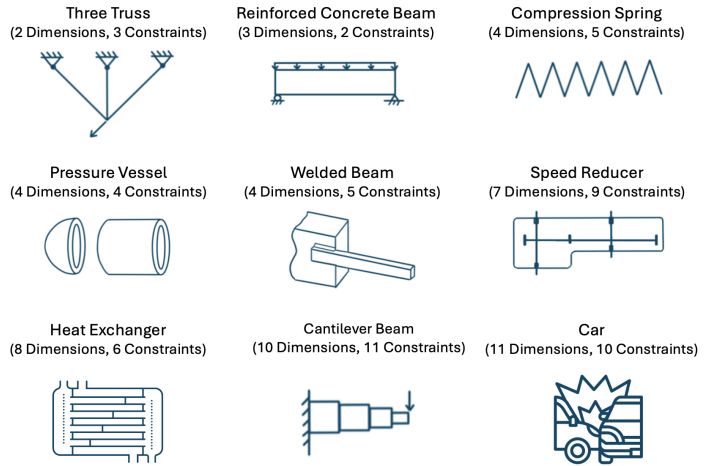 Three Truss
(2 Dimensions, 3 Constraints)
Reinforced Concrete Beam
(3 Dimensions, 2 Constraints)
Compression Spring
(4 Dimensions, 5 Constraints)
Pressure Vessel
(4 Dimensions, 4 Constraints)
Welded Beam
(4 Dimensions, 5 Constraints)
Speed Reducer
(7 Dimensions, 9 Constraints)
Heat Exchanger
(8 Dimensions, 6 Constraints)
Cantilever Beam
(10 Dimensions, 11 Constraints)
Car
(11 Dimensions, 10 Constraints)